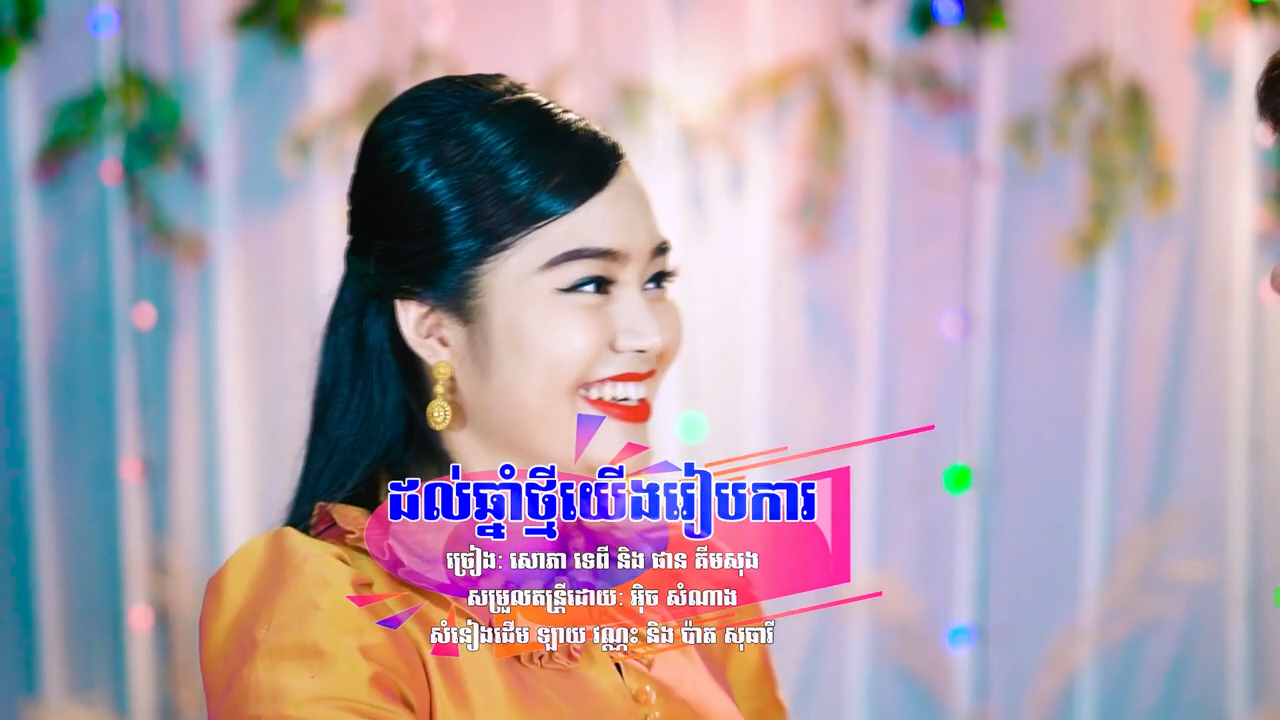 ដល់ឆ្នាំថ្មីយើងរៀបការ
ច្រៀង: សោភា ទេពី និង ផាន គីមសុង
សម្រួលតន្ត្រីដោយ: អ៊ិច សំណាង
សំនៀងដើម ឡាយ វណ្ណះ និង ប៉ាត សុធារី